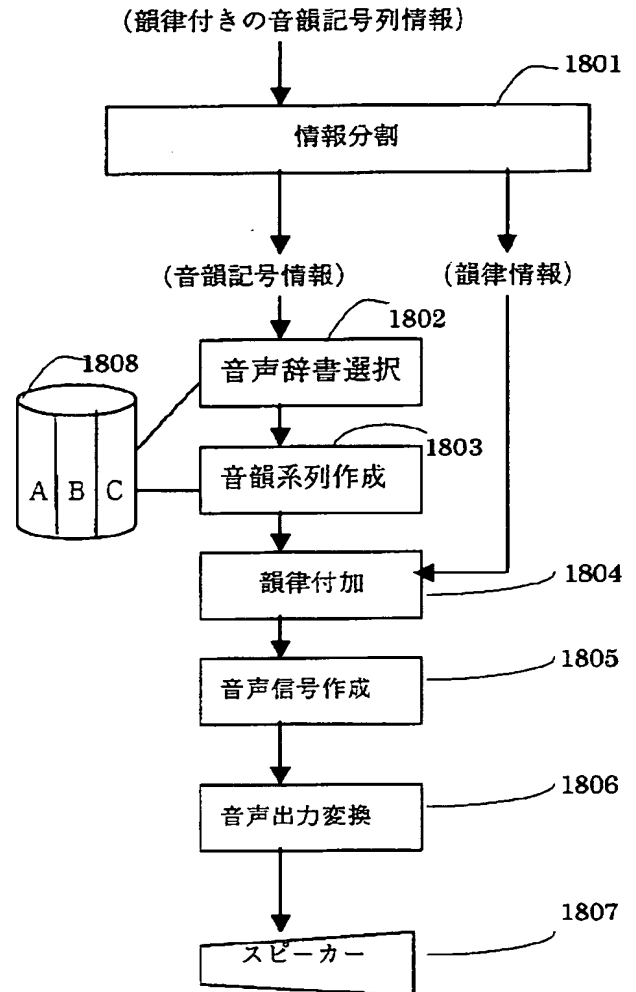 (韻律付きの音韻記号列情報)
1801
情報分割
(音韻記号情報)
(韻律情報)
1802
音声辞書選択
1808
A B C
1803
音韻系列作成
韻律付加
1804
音声信号作成
1805
音声出力変換
1806
スピーカー
1807